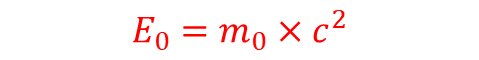 E₀ = m₀ × c²